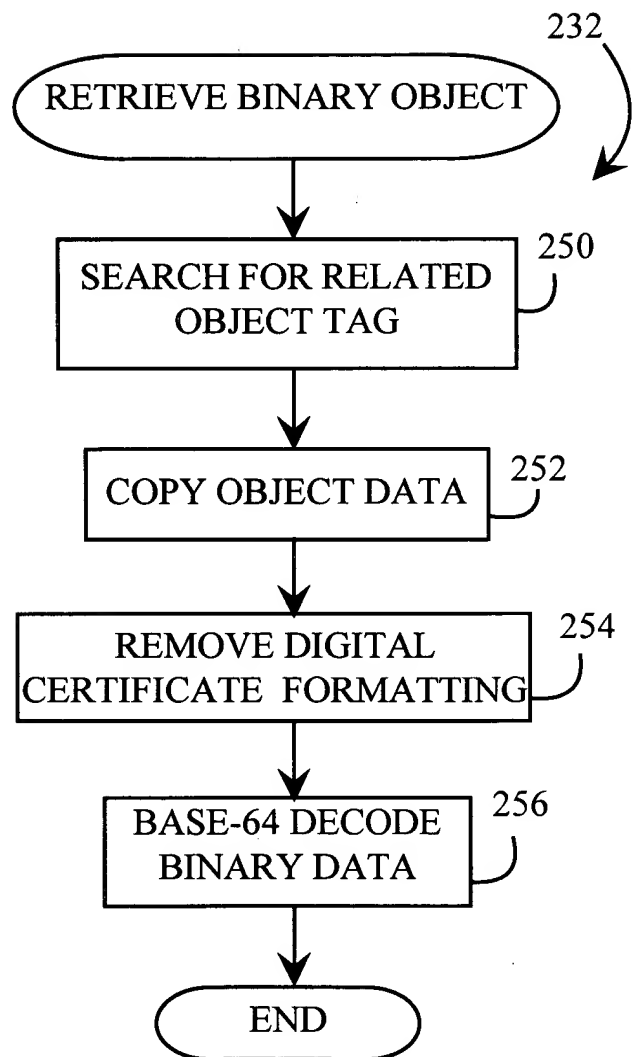 232
RETRIEVE BINARY OBJECT
250
SEARCH FOR RELATED
OBJECT TAG
252
COPY OBJECT DATA
254
REMOVE DIGITAL
CERTIFICATE FORMATTING
256
BASE-64 DECODE
BINARY DATA
END